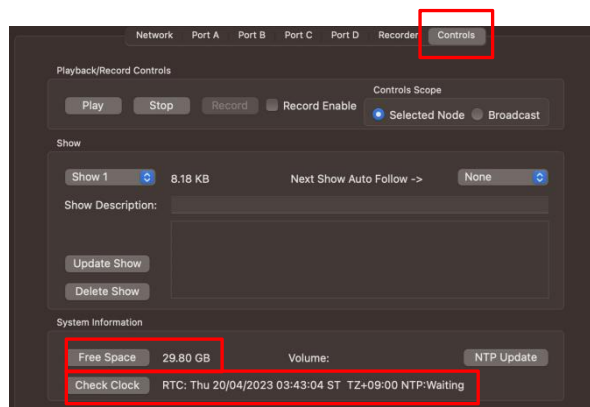 Network Port A Port B Port C Port D Recorder Controls
Playback/Record Controls
Controls Scope
Play Stop Record Record Enable Selected Node Broadcast
Show
Show 1 8.18 KB Next Show Auto Follow -> None
Show Description:
Update Show
Delete Show
System Information
Free Space 29.80 GB Volume: NTP Update
Check Clock RTC: Thu 20/04/2023 03:43:04 ST TZ+09:00 NTP:Waiting